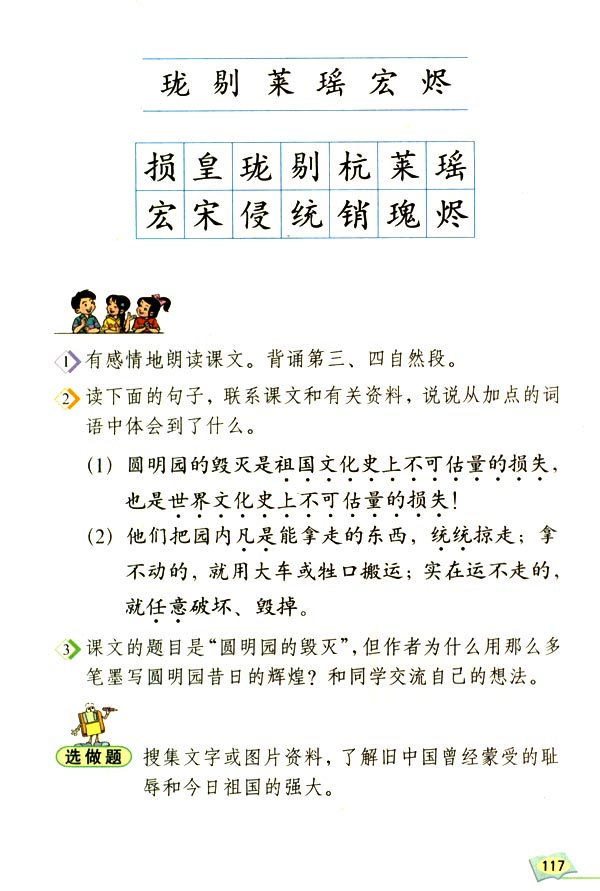 珑 剔 莱 瑶 宏 烬
损 皇 珑 剔 杭 莱 瑶
宏 宋 侵 统 销 瑰 烬
1 有感情地朗读课文。背诵第三、四自然段。
2 读下面的句子，联系课文和有关资料，说说从加点的词
语中体会到了什么。
(1) 圆明园的毁灭是祖国文化史上不可估量的损失，
也是世界文化史上不可估量的损失！
(2) 他们把园内凡是能拿走的东西，统统掠走；拿
不动的，就用大车或牲口搬运；实在运不走的，
就任意破坏、毁掉。
3 课文的题目是“圆明园的毁灭”，但作者为什么用那么多
笔墨写圆明园昔日的辉煌？和同学交流自己的想法。
选做题 搜集文字或图片资料，了解旧中国曾经蒙受的耻
辱和今日祖国的强大。
117